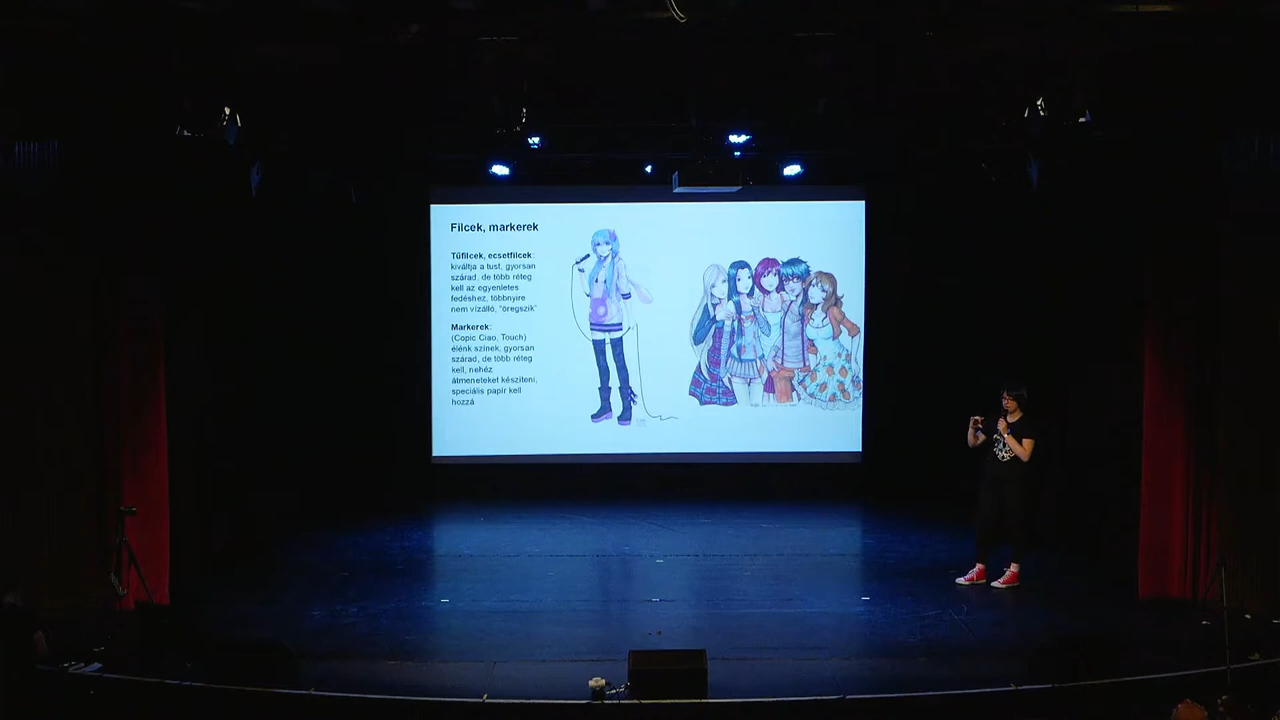 Filcek, markerek
Tűfilcek, ecsetfilcek:
kiváltja a tust, gyorsan
szárad, de több réteg
kell az egyenletes
fedéshez, többnyire
nem vízálló, "öregszik"
Markerek:
(Copic Ciao, Touch)
élénk színek, gyorsan
szárad, de több réteg
kell, nehéz
átmeneteket készíteni,
speciális papír kell
hozzá